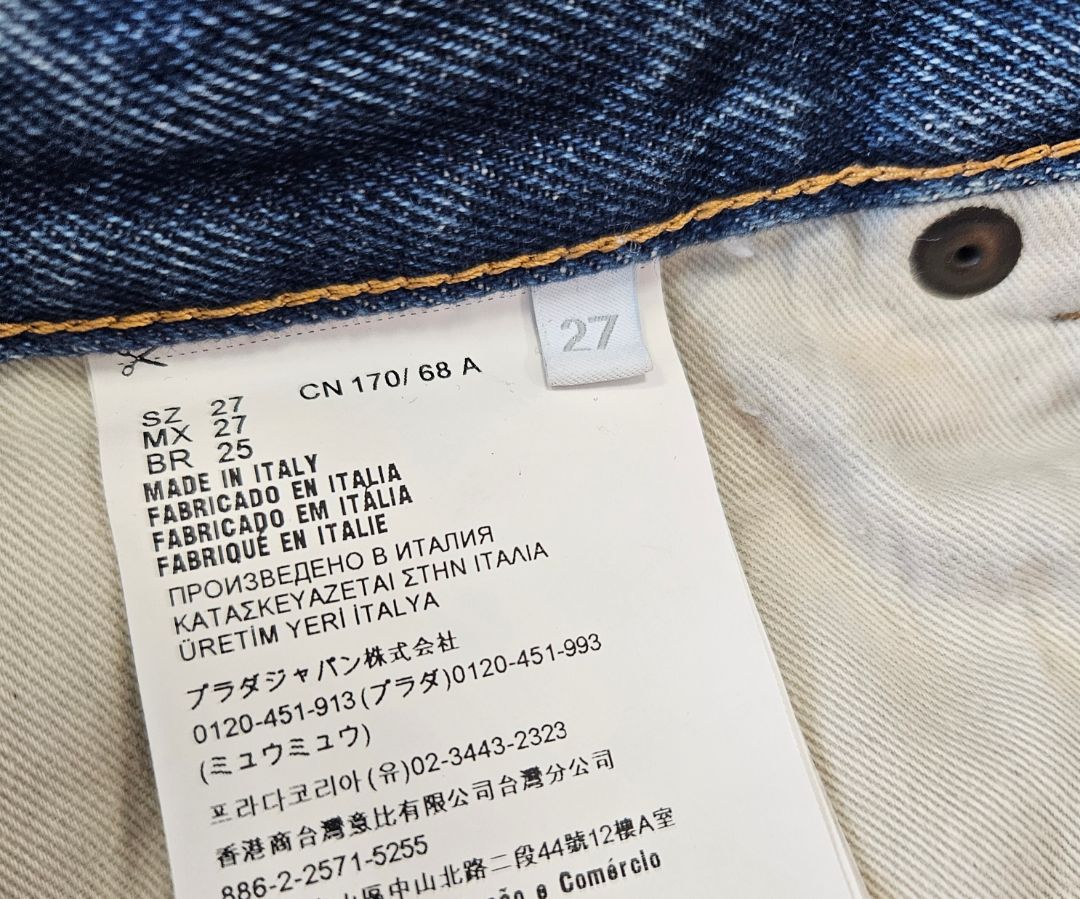 27
CN 170/ 68 A
SZ 27
MX 27
BR 25
MADE IN ITALY
FABRICADO EN ITALIA
FABRICADO EM ITÁLIA
FABRIQUÉ EN ITALIE
ПРОИЗВЕДЕНО В ИТАЛИЯ
ΚΑΤΑΣΚΕΥΑΖΕΤΑΙ ΣΤΗΝ ΙΤΑΛΙΑ
ÜRETİM YERİ İTALYA
プラダジャパン株式会社
0120-451-913(プラダ)0120-451-993
(ミュウミュウ)
프라다코리아(유)02-3443-2323
香港商台灣意比有限公司台灣分公司
886-2-2571-5255
山區中山北路二段44號12樓A室
e Comércio